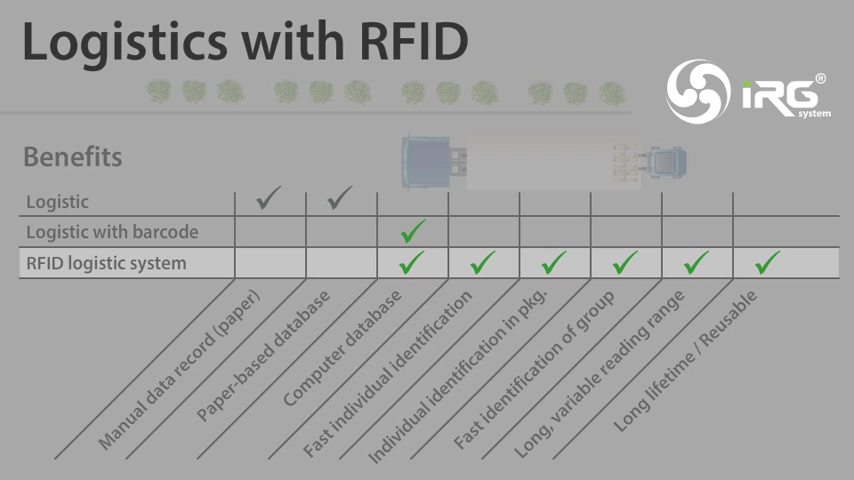 Logistics with RFID
iRG®
system
Benefits
Logistic
Logistic with barcode
RFID logistic system
Manual data record (paper)
Paper-based database
Computer database
Fast individual identification
Individual identification in pkg.
Fast identification of group
Long, variable reading range
Long lifetime / Reusable